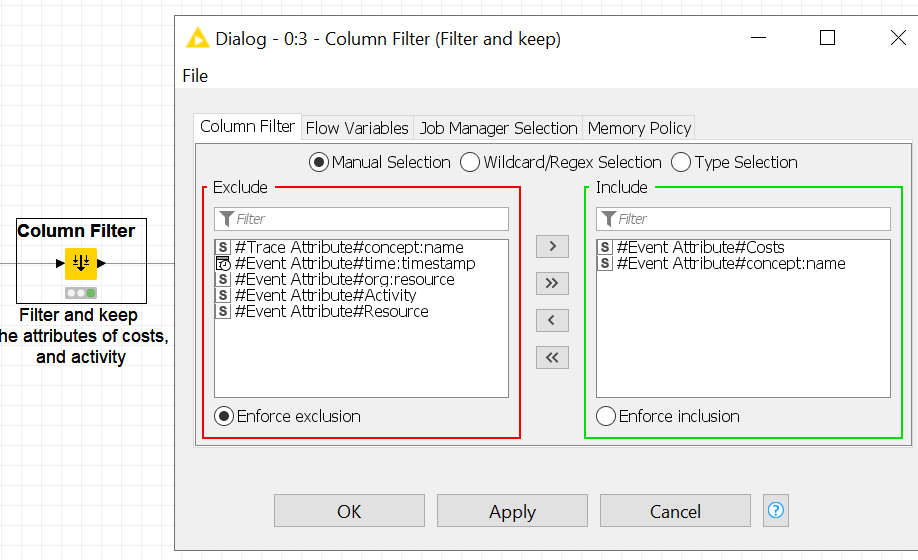 Dialog - 0:3 - Column Filter (Filter and keep)
File
Column Filter Flow Variables Job Manager Selection Memory Policy
Manual Selection Wildcard/Regex Selection Type Selection
Exclude
Filter
S #Trace Attribute#concept:name
#Event Attribute#time:timestamp
S #Event Attribute#org:resource
S #Event Attribute#Activity
S #Event Attribute#Resource
Enforce exclusion
>
>>
<
<<
Include
Filter
S #Event Attribute#Costs
S #Event Attribute#concept:name
Enforce inclusion
OK Apply Cancel ?
Column Filter
Filter and keep
he attributes of costs,
and activity